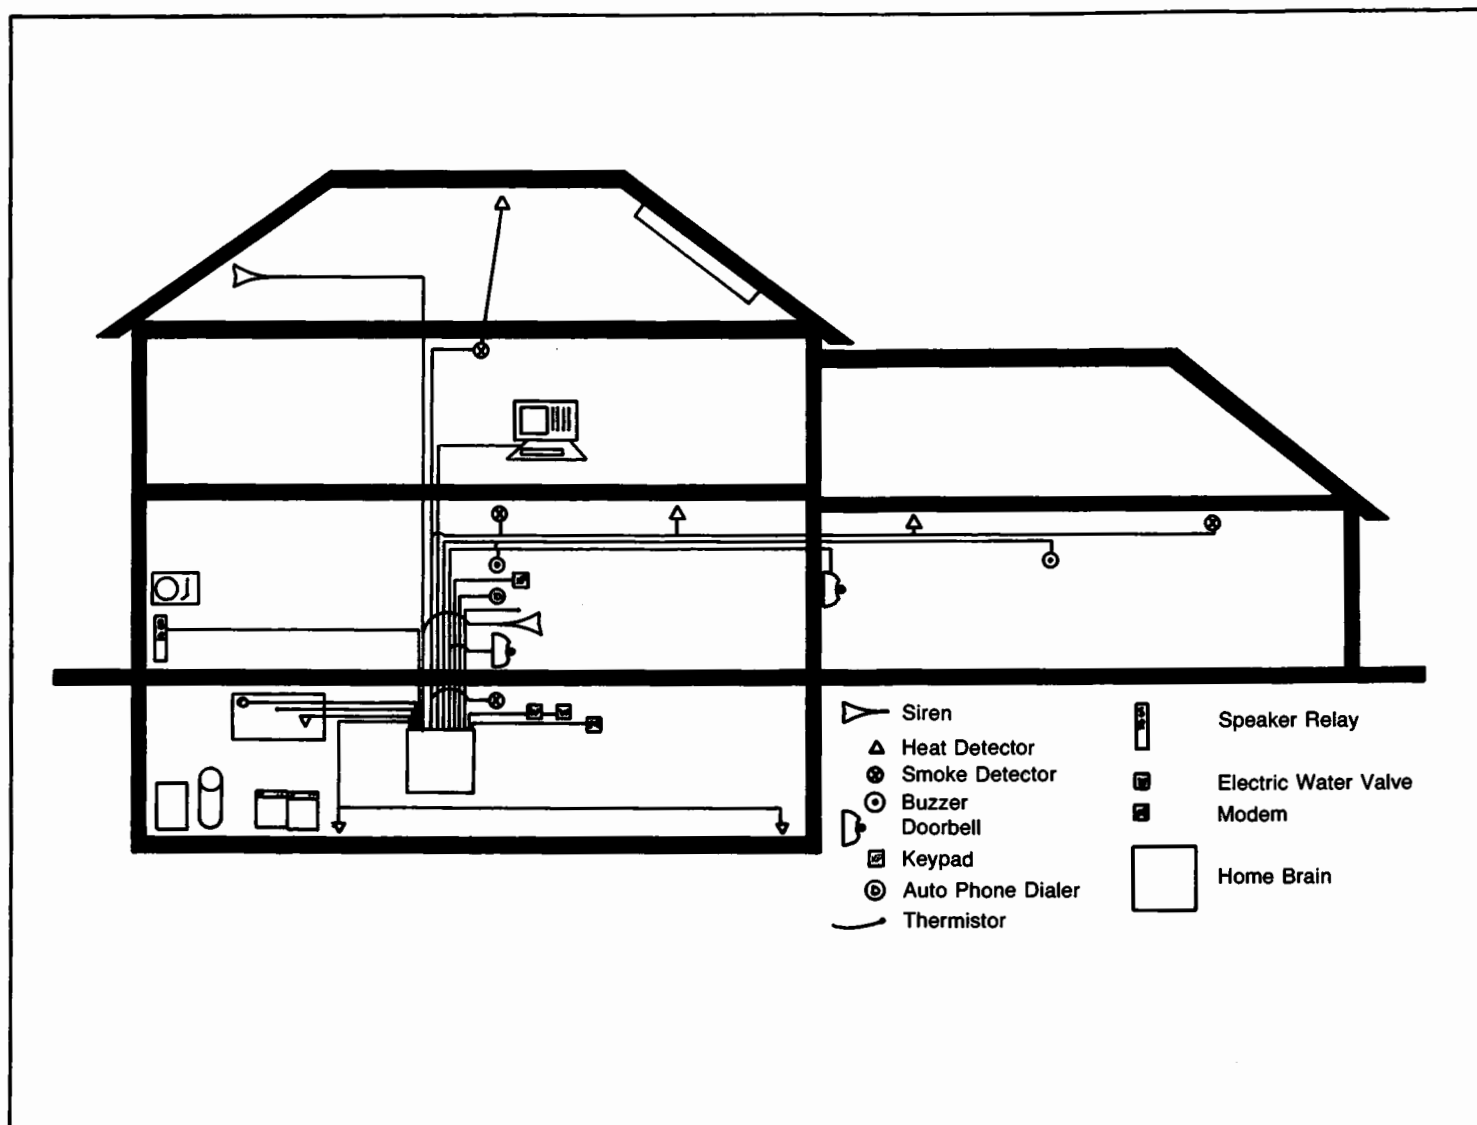 Siren
Heat Detector
Smoke Detector
Buzzer
Doorbell
Keypad
Auto Phone Dialer
Thermistor
Speaker Relay
Electric Water Valve
Modem
Home Brain